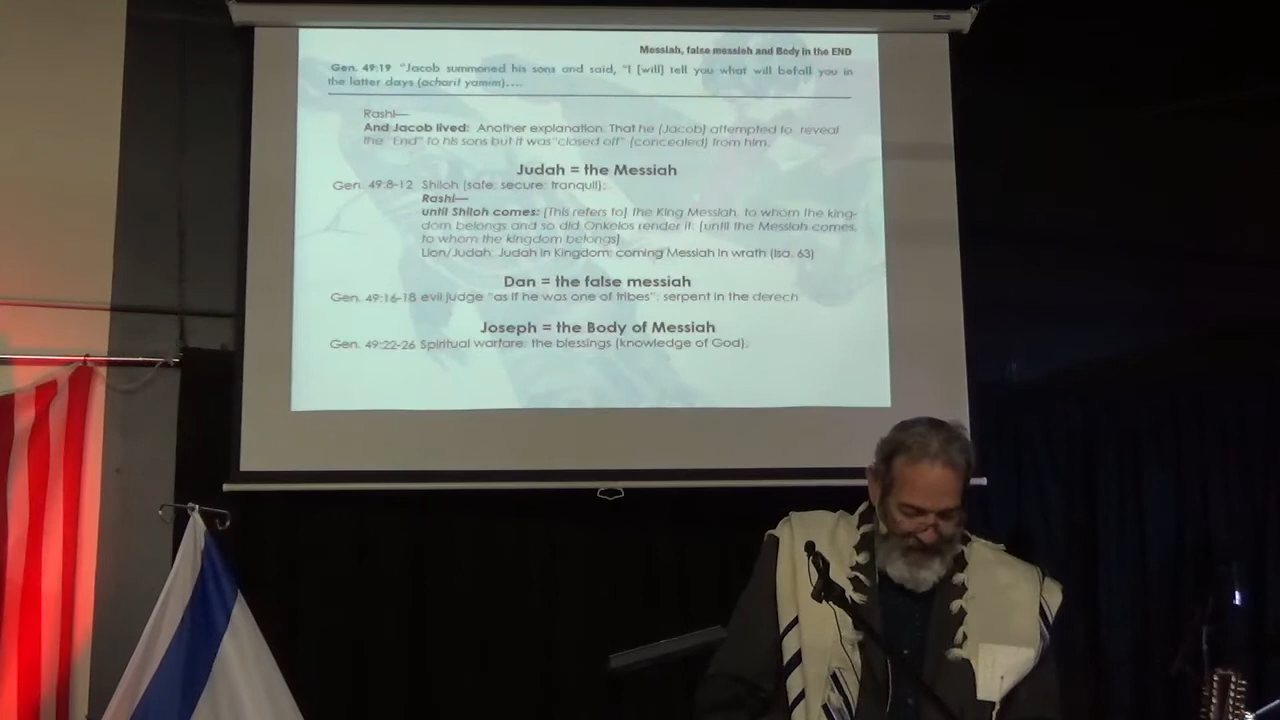 Messiah, false messiah and Body in the END
Gen. 49:19 "Jacob summoned his sons and said, "I [will] tell you what will befall you in
the latter days (acharit yamim)....
Rashi—
And Jacob lived: Another explanation: That he (Jacob) attempted to reveal
the "End" to his sons but it was "closed off" (concealed) from him.
Judah = the Messiah
Gen. 49:8-12 Shiloh (safe; secure; tranquil);
Rashi—
until Shiloh comes: [This refers to] the King Messiah, to whom the king-
dom belongs and so did Onkelos render it: [until the Messiah comes,
to whom the kingdom belongs]
Lion/Judah: Judah in Kingdom; coming Messiah in wrath (Isa. 63)
Dan = the false messiah
Gen. 49:16-18 evil judge "as if he was one of tribes"; serpent in the derech
Joseph = the Body of Messiah
Gen. 49:22-26 Spiritual warfare; the blessings (knowledge of God).